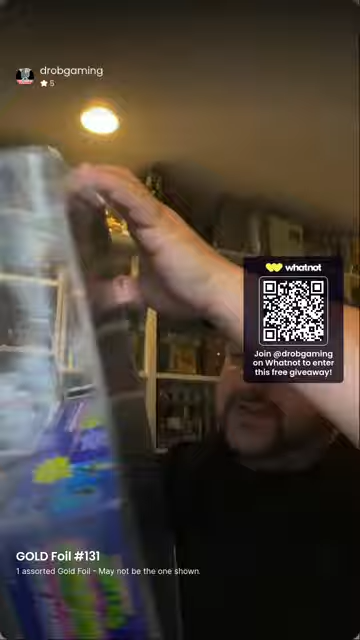 drobgaming
5
whatnot
Join @drobgaming
on Whatnot to enter
this free giveaway!
GOLD Foil #131
1 assorted Gold Foil - May not be the one shown.